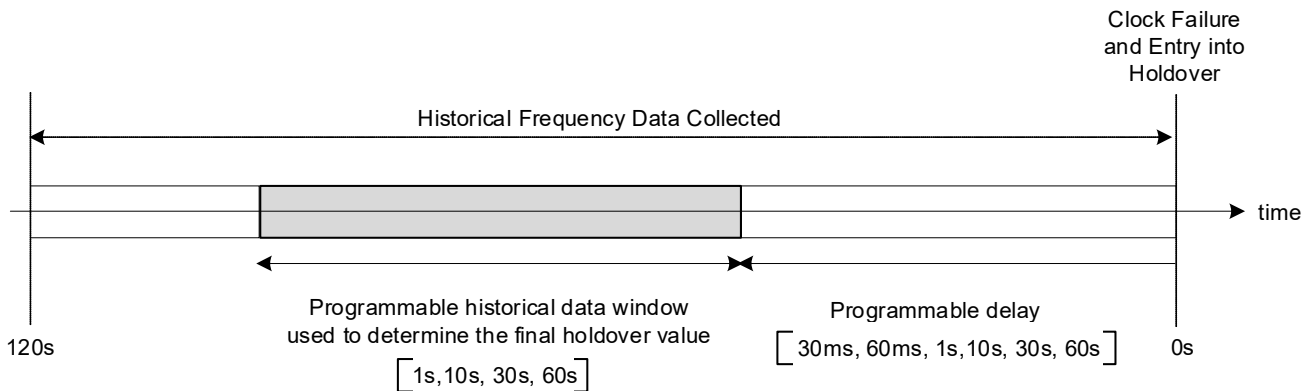 Clock Failure
and Entry into
Holdover
Historical Frequency Data Collected
time
Programmable historical data window
used to determine the final holdover value
[1s,10s, 30s, 60s]
Programmable delay
[30ms, 60ms, 1s,10s, 30s, 60s]
120s
0s